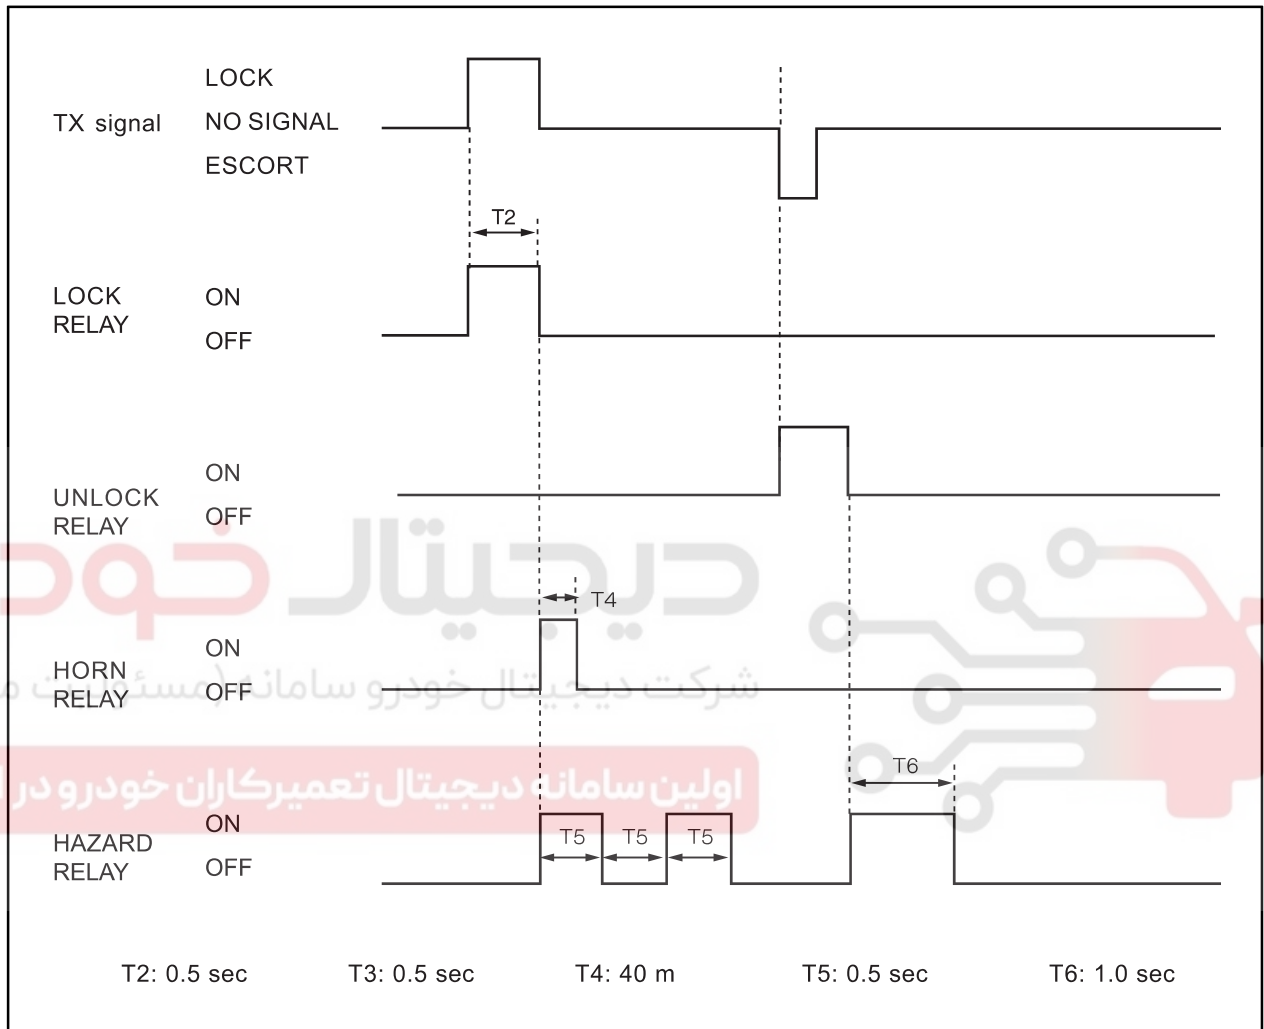 LOCK
TX signal
NO SIGNAL
ESCORT
T2
LOCK
RELAY
ON
OFF
UNLOCK
RELAY
ON
OFF
دیجیتال خود
T4
HORN
RELAY
ON
OFF
شرکت دیجیتال خودرو سامانه (مسئولیت م
اولین سامانه دیجیتال تعمیرکاران خودرو در ا
T6
HAZARD
RELAY
ON
OFF
T5 T5 T5
T2: 0.5 sec T3: 0.5 sec T4: 40 m T5: 0.5 sec T6: 1.0 sec